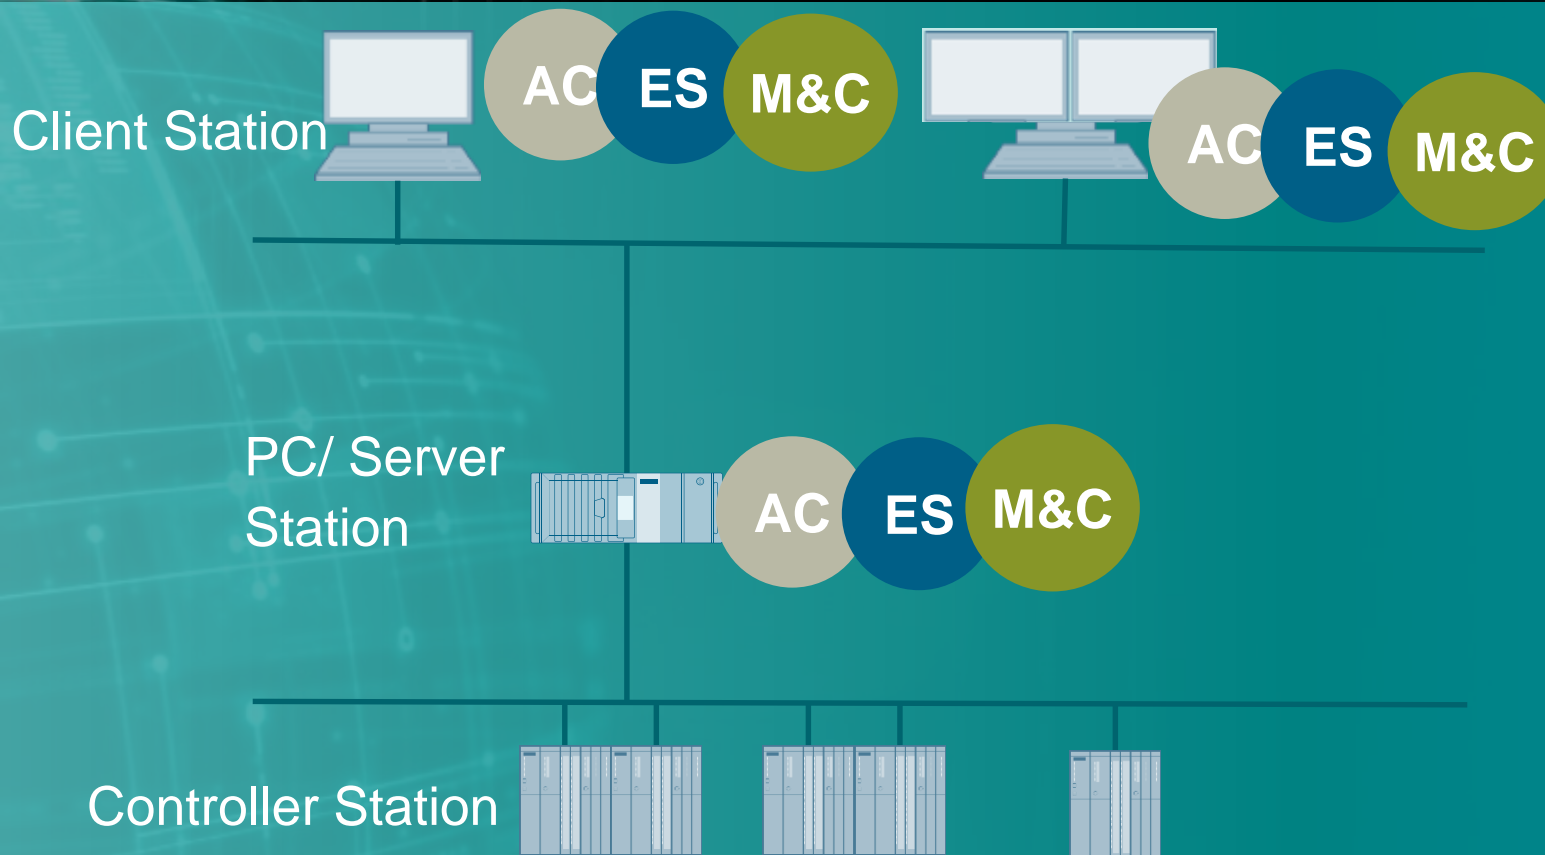 AC ES M&C
Client Station
AC ES M&C
PC/ Server
Station
AC ES M&C
Controller Station